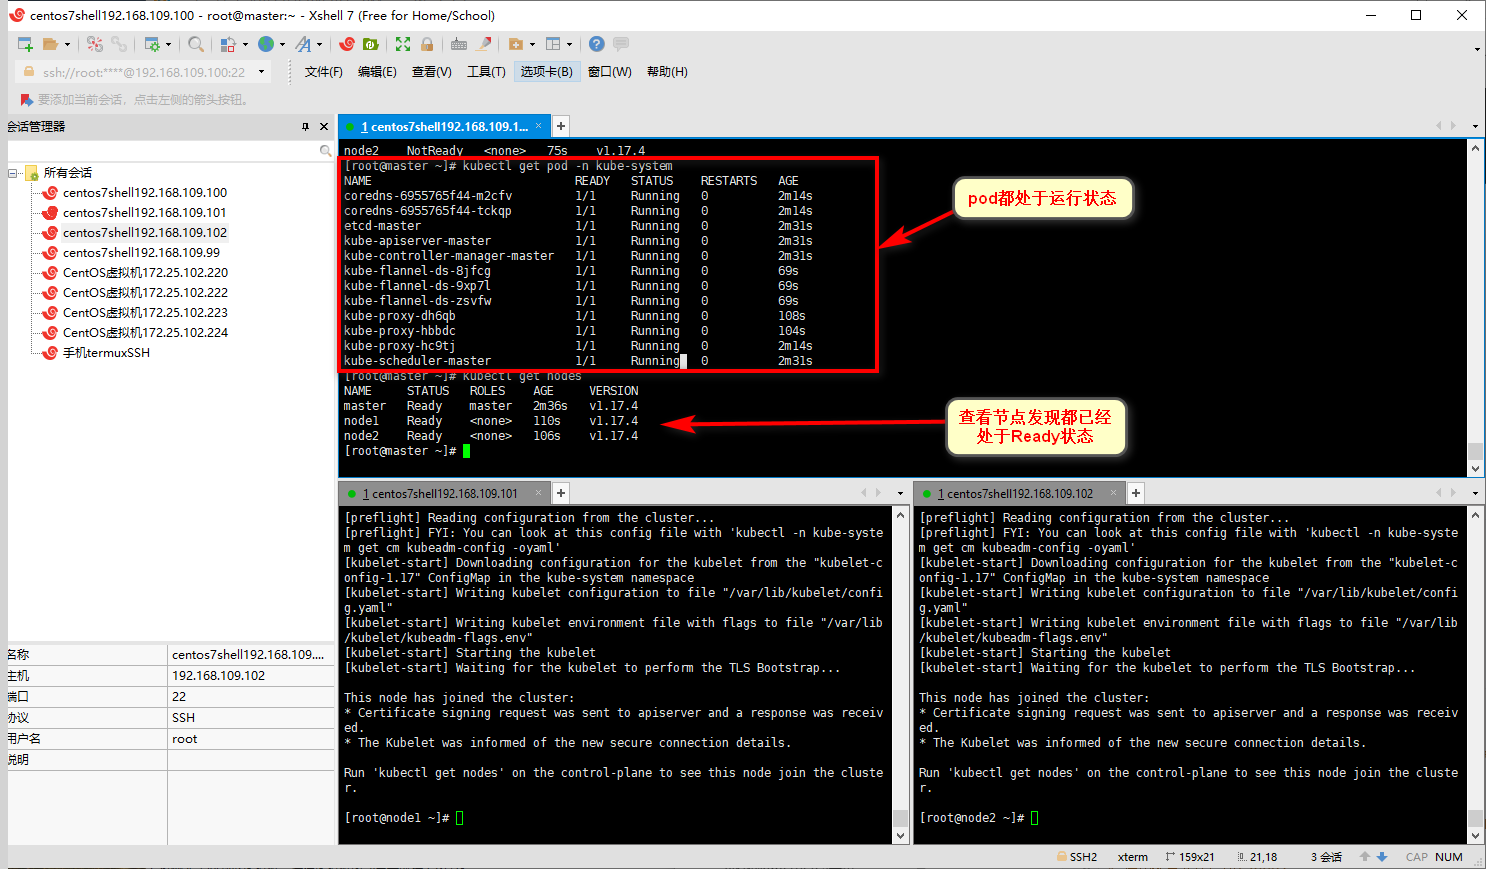 centos7shell192.168.109.100 - root@master:~ - Xshell 7 (Free for Home/School)
ssh://root:****@192.168.109.100:22
文件(F) 编辑(E) 查看(V) 工具(T) 选项卡(B) 窗口(W) 帮助(H)
要添加当前会话，点击左侧的箭头按钮。
会话管理器
所有会话
centos7shell192.168.109.100
centos7shell192.168.109.101
centos7shell192.168.109.102
centos7shell192.168.109.99
CentOS虚拟机172.25.102.220
CentOS虚拟机172.25.102.222
CentOS虚拟机172.25.102.223
CentOS虚拟机172.25.102.224
手机termuxSSH
名称 centos7shell192.168.109....
主机 192.168.109.102
端口 22
协议 SSH
用户名 root
说明
1 centos7shell192.168.109.1...
node2 NotReady <none> 75s v1.17.4
[root@master ~]# kubectl get pod -n kube-system
NAME READY STATUS RESTARTS AGE
coredns-6955765f44-m2cfv 1/1 Running 0 2m14s
coredns-6955765f44-tckqp 1/1 Running 0 2m14s
etcd-master 1/1 Running 0 2m31s
kube-apiserver-master 1/1 Running 0 2m31s
kube-controller-manager-master 1/1 Running 0 2m31s
kube-flannel-ds-8jfcg 1/1 Running 0 69s
kube-flannel-ds-9xp7l 1/1 Running 0 69s
kube-flannel-ds-zsvfw 1/1 Running 0 69s
kube-proxy-dh6qb 1/1 Running 0 108s
kube-proxy-hbbdc 1/1 Running 0 104s
kube-proxy-hc9tj 1/1 Running 0 2m14s
kube-scheduler-master 1/1 Running 0 2m31s
[root@master ~]# kubectl get nodes
NAME STATUS ROLES AGE VERSION
master Ready master 2m36s v1.17.4
node1 Ready <none> 110s v1.17.4
node2 Ready <none> 106s v1.17.4
[root@master ~]#
pod都处于运行状态
查看节点发现都已经
处于Ready状态
1 centos7shell192.168.109.101
[preflight] Reading configuration from the cluster...
[preflight] FYI: You can look at this config file with 'kubectl -n kube-syste
m get cm kubeadm-config -oyaml'
[kubelet-start] Downloading configuration for the kubelet from the "kubelet-c
onfig-1.17" ConfigMap in the kube-system namespace
[kubelet-start] Writing kubelet configuration to file "/var/lib/kubelet/confi
g.yaml"
[kubelet-start] Writing kubelet environment file with flags to file "/var/lib
/kubelet/kubeadm-flags.env"
[kubelet-start] Starting the kubelet
[kubelet-start] Waiting for the kubelet to perform the TLS Bootstrap...
This node has joined the cluster:
* Certificate signing request was sent to apiserver and a response was receiv
ed.
* The Kubelet was informed of the new secure connection details.
Run 'kubectl get nodes' on the control-plane to see this node join the cluste
r.
[root@node1 ~]#
1 centos7shell192.168.109.102
[preflight] Reading configuration from the cluster...
[preflight] FYI: You can look at this config file with 'kubectl -n kube-syste
m get cm kubeadm-config -oyaml'
[kubelet-start] Downloading configuration for the kubelet from the "kubelet-c
onfig-1.17" ConfigMap in the kube-system namespace
[kubelet-start] Writing kubelet configuration to file "/var/lib/kubelet/confi
g.yaml"
[kubelet-start] Writing kubelet environment file with flags to file "/var/lib
/kubelet/kubeadm-flags.env"
[kubelet-start] Starting the kubelet
[kubelet-start] Waiting for the kubelet to perform the TLS Bootstrap...
This node has joined the cluster:
* Certificate signing request was sent to apiserver and a response was receiv
ed.
* The Kubelet was informed of the new secure connection details.
Run 'kubectl get nodes' on the control-plane to see this node join the cluste
r.
[root@node2 ~]#
SSH2 xterm 159x21 21,18 3 会话 CAP NUM